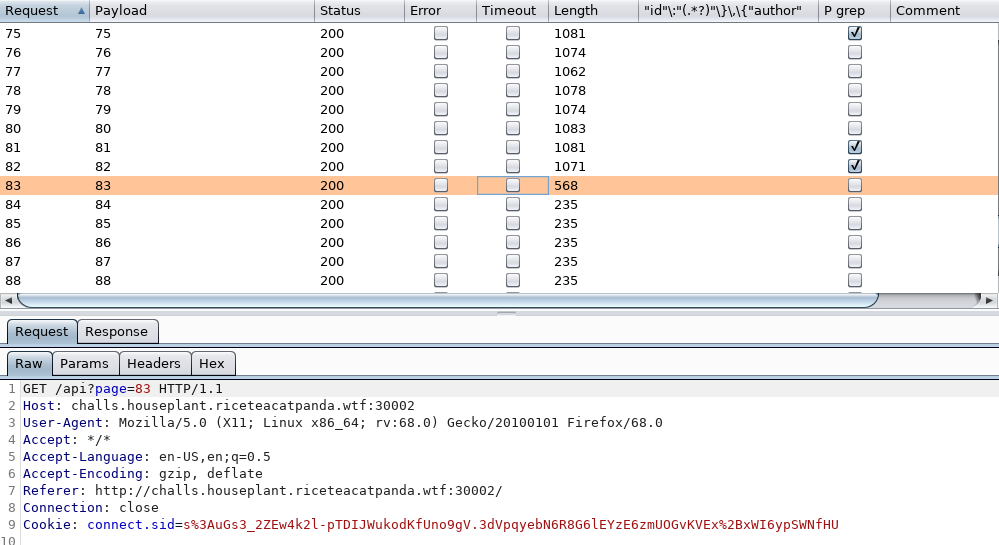 Request Payload Status Error Timeout Length "id"\:"(.*?)"\}\,\{"author" P grep Comment
75 75 200 1081
76 76 200 1074
77 77 200 1062
78 78 200 1078
79 79 200 1074
80 80 200 1083
81 81 200 1081
82 82 200 1071
83 83 200 568
84 84 200 235
85 85 200 235
86 86 200 235
87 87 200 235
88 88 200 235
Request Response
Raw Params Headers Hex
1 GET /api?page=83 HTTP/1.1
2 Host: challs.houseplant.riceteacatpanda.wtf:30002
3 User-Agent: Mozilla/5.0 (X11; Linux x86_64; rv:68.0) Gecko/20100101 Firefox/68.0
4 Accept: */*
5 Accept-Language: en-US,en;q=0.5
6 Accept-Encoding: gzip, deflate
7 Referer: http://challs.houseplant.riceteacatpanda.wtf:30002/
8 Connection: close
9 Cookie: connect.sid=s%3AuGs3_2ZEw4k2l-pTDIJWukodKfUno9gV.3dVpqyebN6R8G6lEYzE6zmUOGvKVEx%2BxWI6ypSWNfHU
10